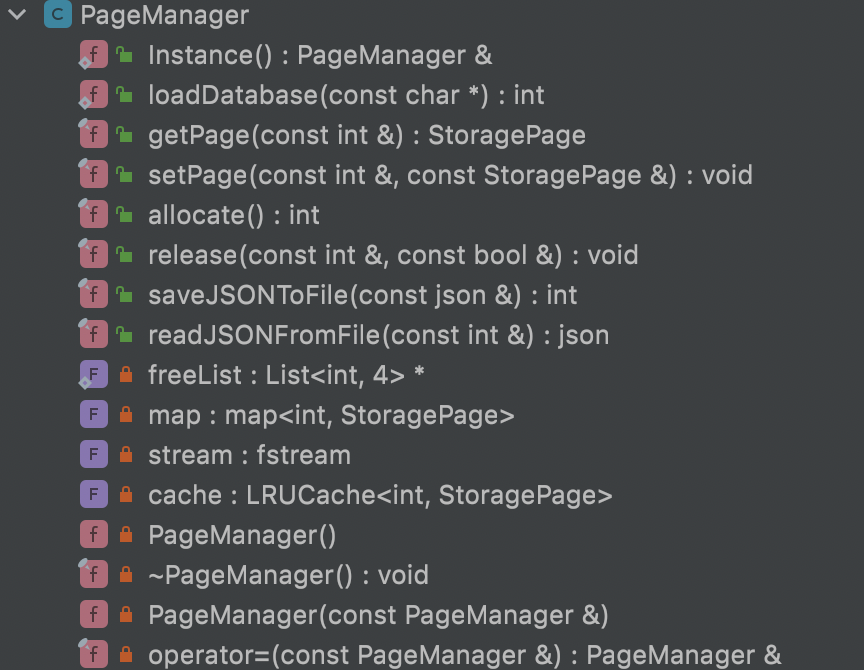 C PageManager
f Instance() : PageManager &
f loadDatabase(const char *) : int
f getPage(const int &) : StoragePage
f setPage(const int &, const StoragePage &) : void
f allocate() : int
f release(const int &, const bool &) : void
f saveJSONToFile(const json &) : int
f readJSONFromFile(const int &) : json
F freeList : List<int, 4> *
F map : map<int, StoragePage>
F stream : fstream
F cache : LRUCache<int, StoragePage>
f PageManager()
f ~PageManager() : void
f PageManager(const PageManager &)
f operator=(const PageManager &) : PageManager &